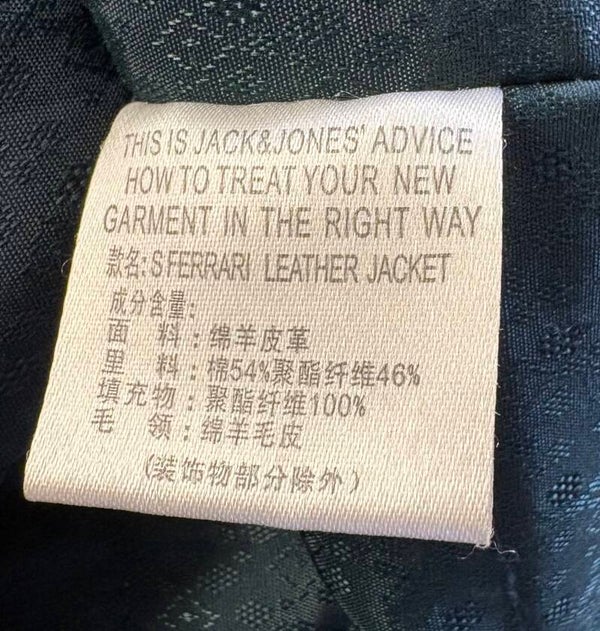 THIS IS JACK&JONES' ADVICE
HOW TO TREAT YOUR NEW
GARMENT IN THE RIGHT WAY
款名:S FERRARI LEATHER JACKET
成分含量:
面 料:绵羊皮革
里 料:棉54%聚酯纤维46%
填充物:聚酯纤维100%
毛 领:绵羊毛皮
(装饰物部分除外)